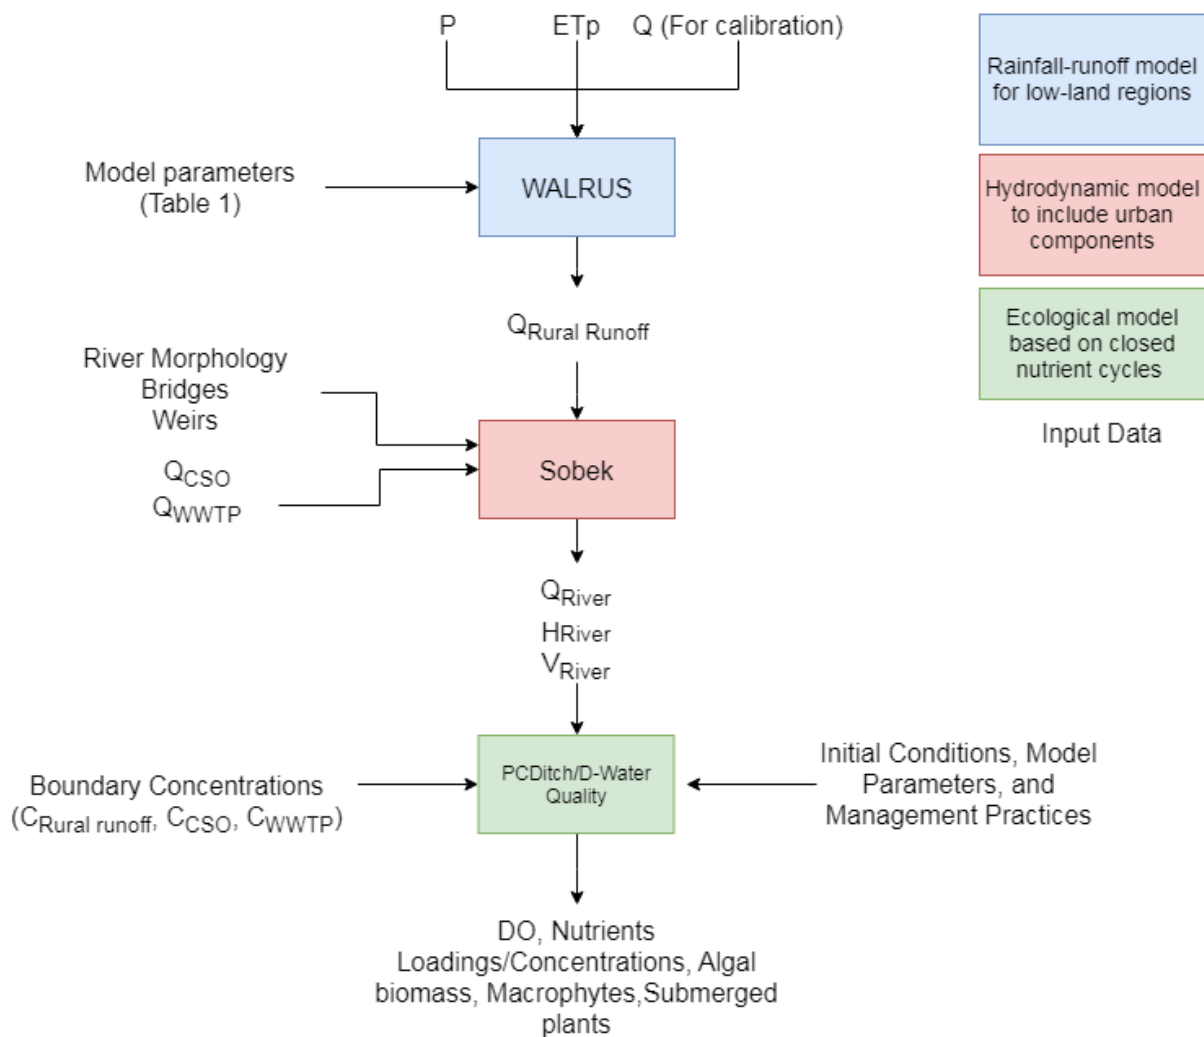 P
ETp
Q (For calibration)
Rainfall-runoff model
for low-land regions
Model parameters
(Table 1)
WALRUS
Hydrodynamic model
to include urban
components
QRural Runoff
Ecological model
based on closed
nutrient cycles
River Morphology
Bridges
Weirs
Input Data
QCSO
QWWTP
Sobek
QRiver
HRiver
VRiver
Boundary Concentrations
(CRural runoff, CCSO, CWWTP)
PCDitch/D-Water
Quality
Initial Conditions, Model
Parameters, and
Management Practices
DO, Nutrients
Loadings/Concentrations, Algal
biomass, Macrophytes,Submerged
plants